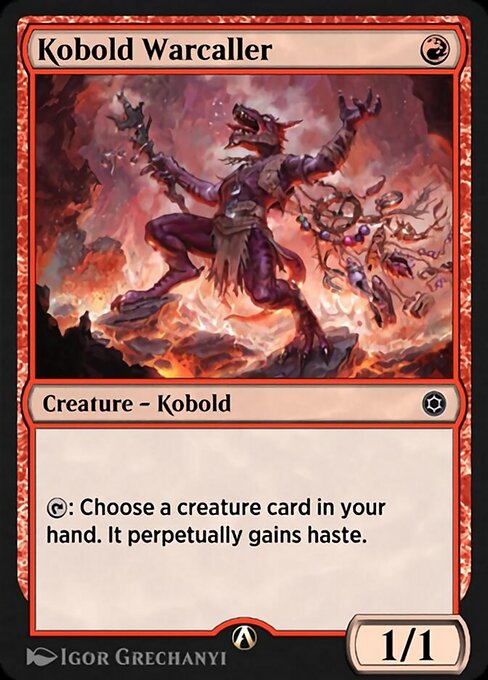 Kobold Warcaller
Creature – Kobold
: Choose a creature card in your
hand. It perpetually gains haste.
1/1
Igor Grechanyi